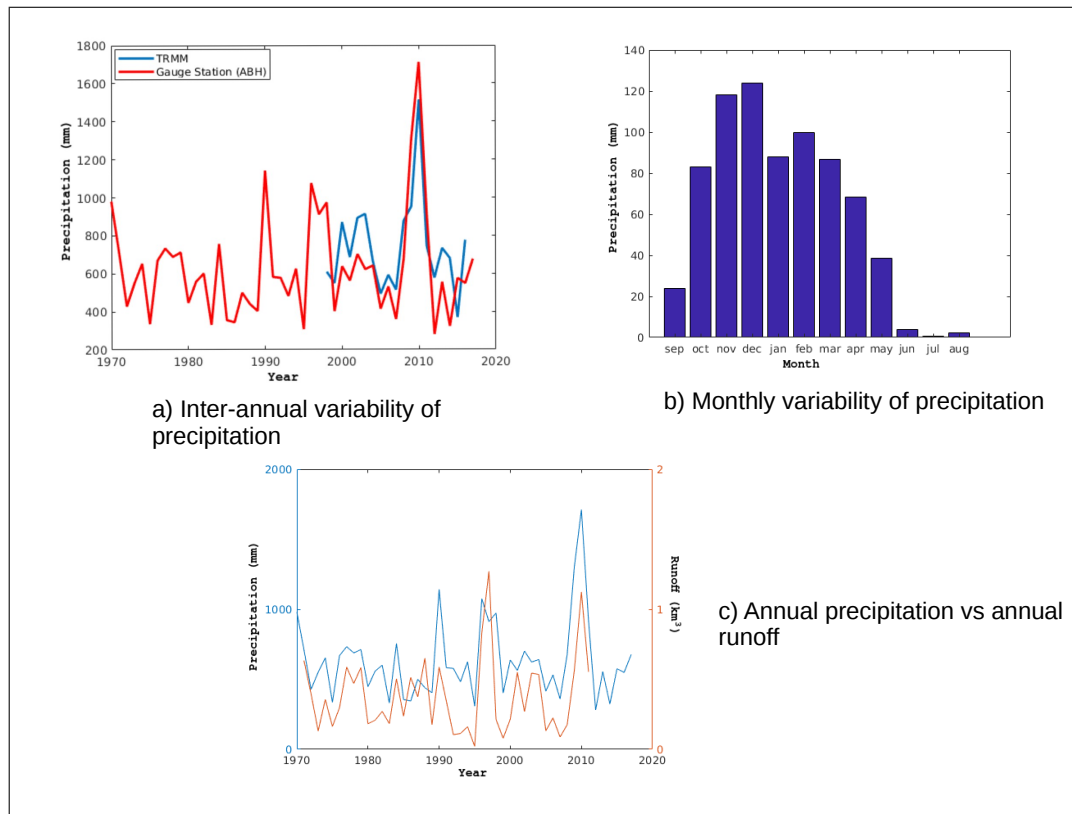 1800
1600
1400
1200
1000
800
600
400
200
Precipitation (mm)
TRMM
Gauge Station (ABH)
1970 1980 1990 2000 2010 2020
Year
a) Inter-annual variability of
precipitation
140
120
100
80
60
40
20
0
Precipitation (mm)
sep oct nov dec jan feb mar apr may jun jul aug
Month
b) Monthly variability of precipitation
2000
1000
0
Precipitation (mm)
2
1
0
Runoff (km³)
1970 1980 1990 2000 2010 2020
Year
c) Annual precipitation vs annual
runoff